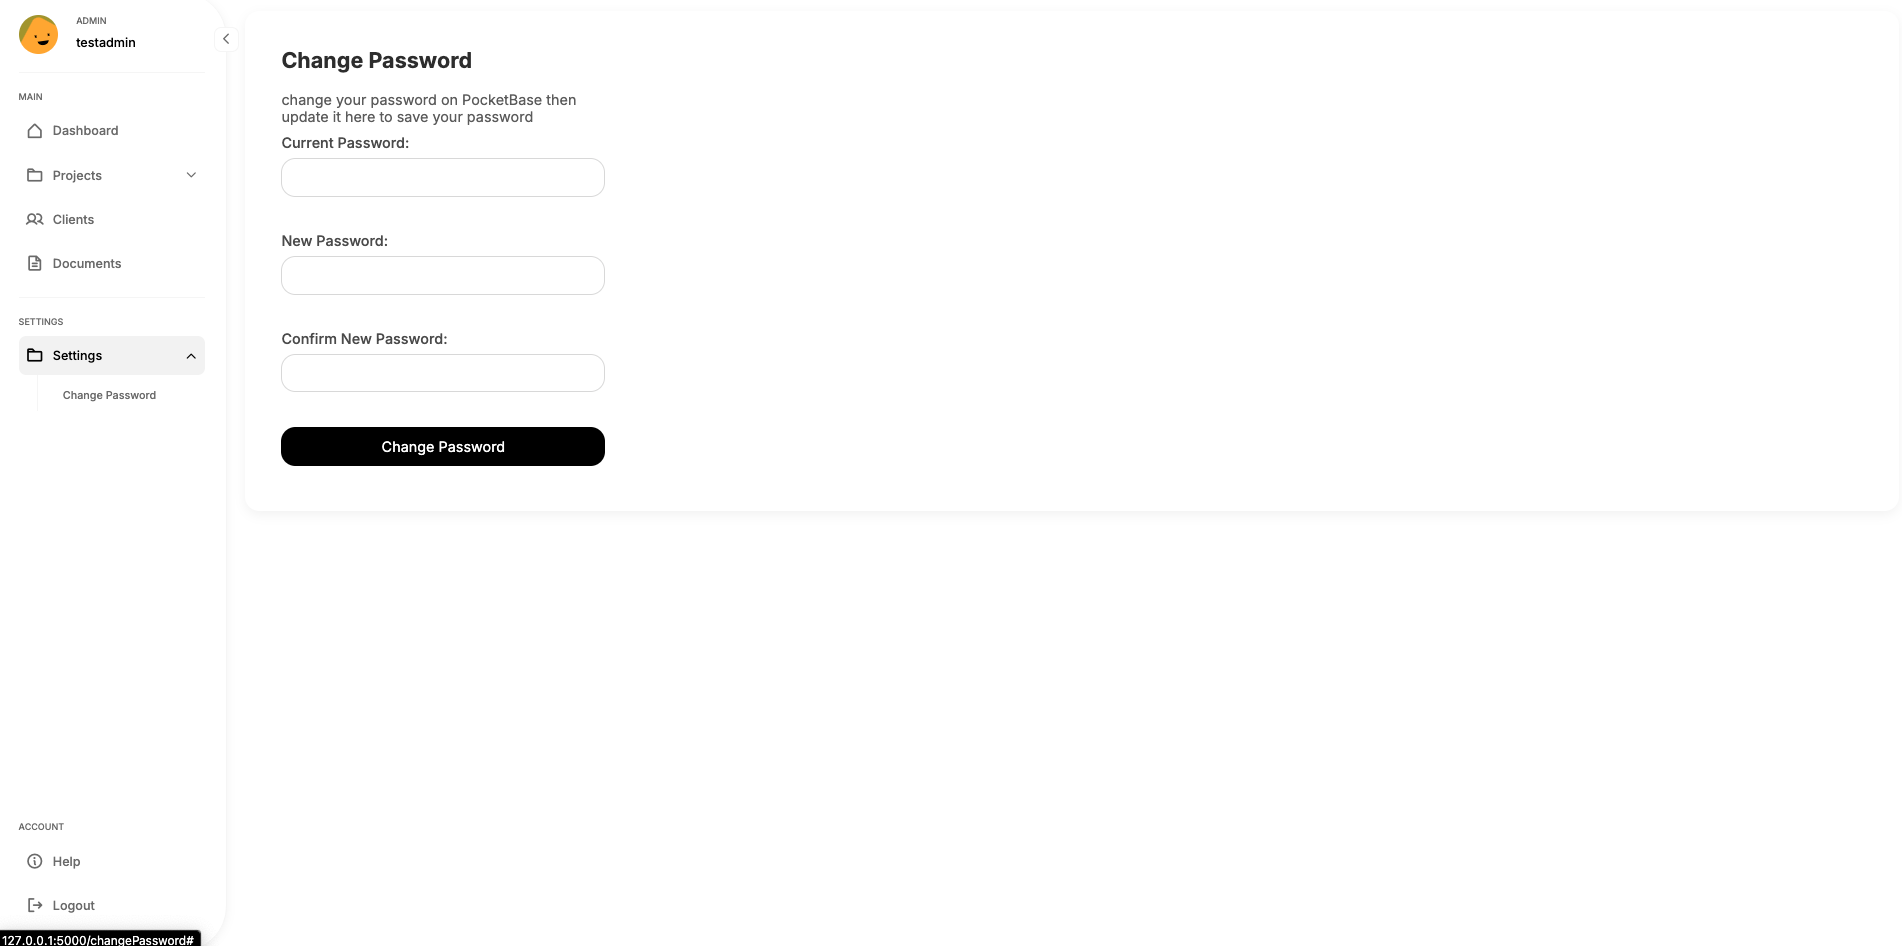 ADMIN
testadmin
MAIN
Dashboard
Projects
Clients
Documents
SETTINGS
Settings
Change Password
ACCOUNT
Help
Logout
127.0.0.1:5000/changePassword#
Change Password
change your password on PocketBase then
update it here to save your password
Current Password:
New Password:
Confirm New Password:
Change Password